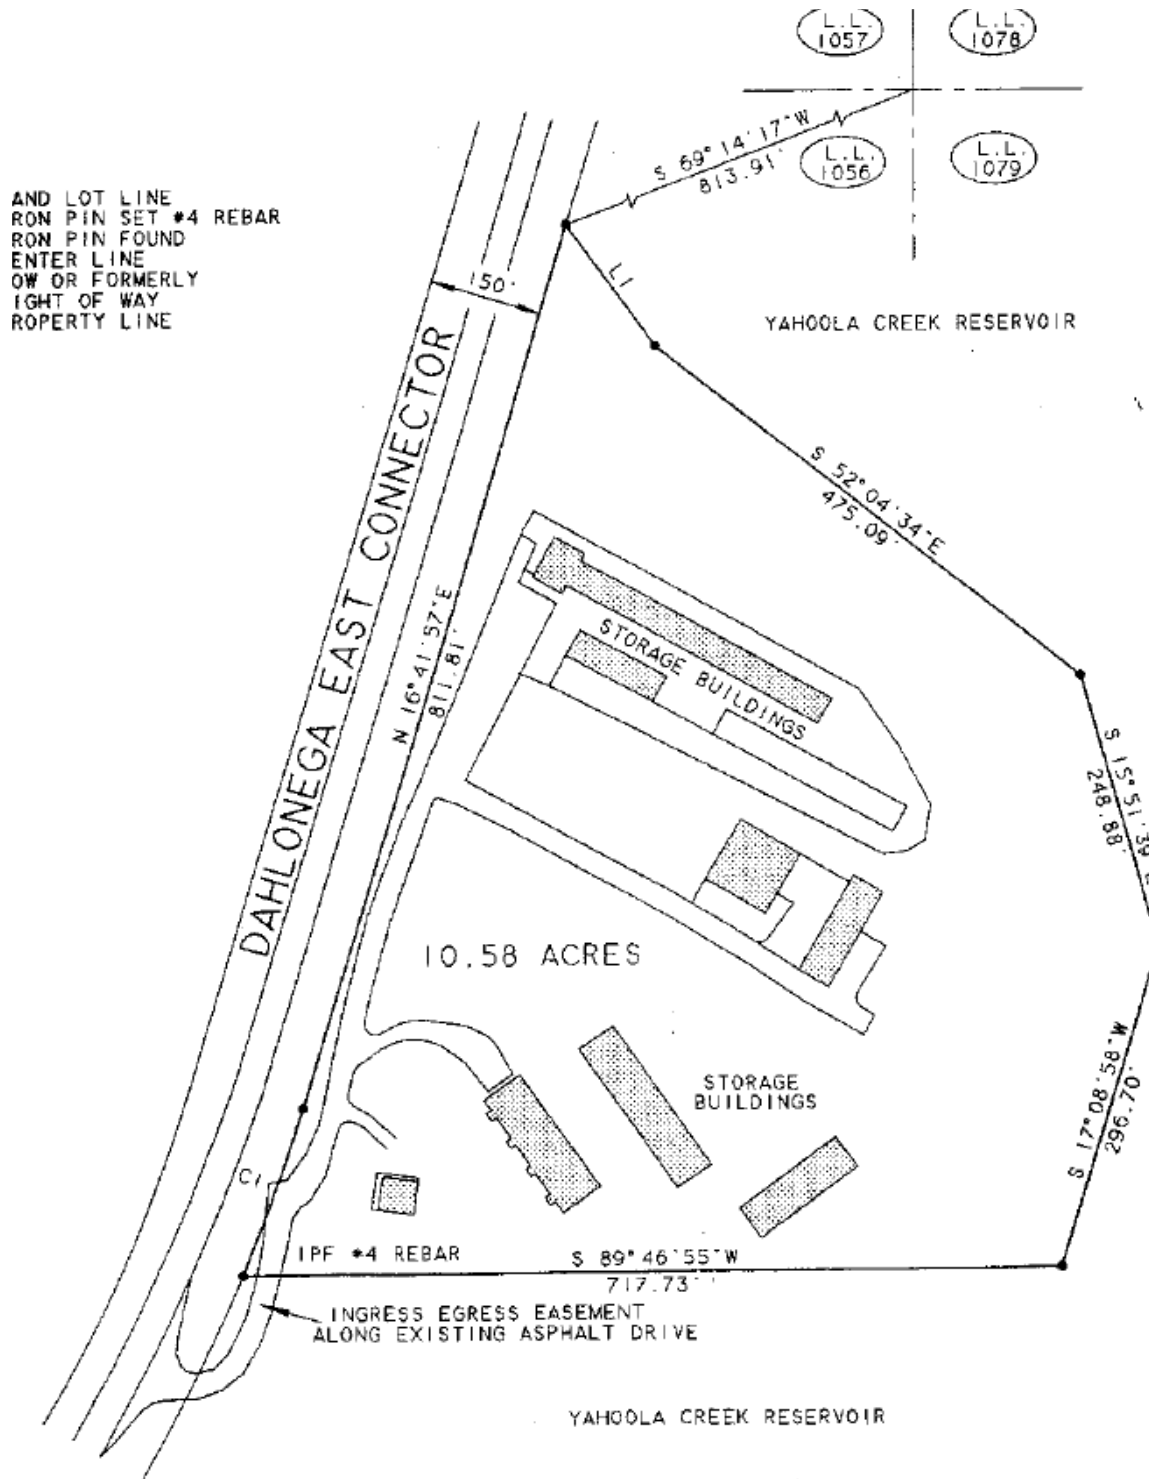 L.L.
1057
L.L.
1078
S 69°14'17"W
813.91'
L.L.
1056
L.L.
1079
AND LOT LINE
RON PIN SET #4 REBAR
RON PIN FOUND
ENTER LINE
OW OR FORMERLY
IGHT OF WAY
ROPERTY LINE
150'
L1
YAHOOLA CREEK RESERVOIR
DAHLONEGA EAST CONNECTOR
S 52°04'34"E
475.09'
N 16°41'57"E
811.81'
STORAGE BUILDINGS
S 15°51'39"E
248.88'
10.58 ACRES
STORAGE
BUILDINGS
S 17°08'58"W
296.70'
C1
IPF #4 REBAR
S 89°46'55"W
717.73'
INGRESS EGRESS EASEMENT
ALONG EXISTING ASPHALT DRIVE
YAHOOLA CREEK RESERVOIR